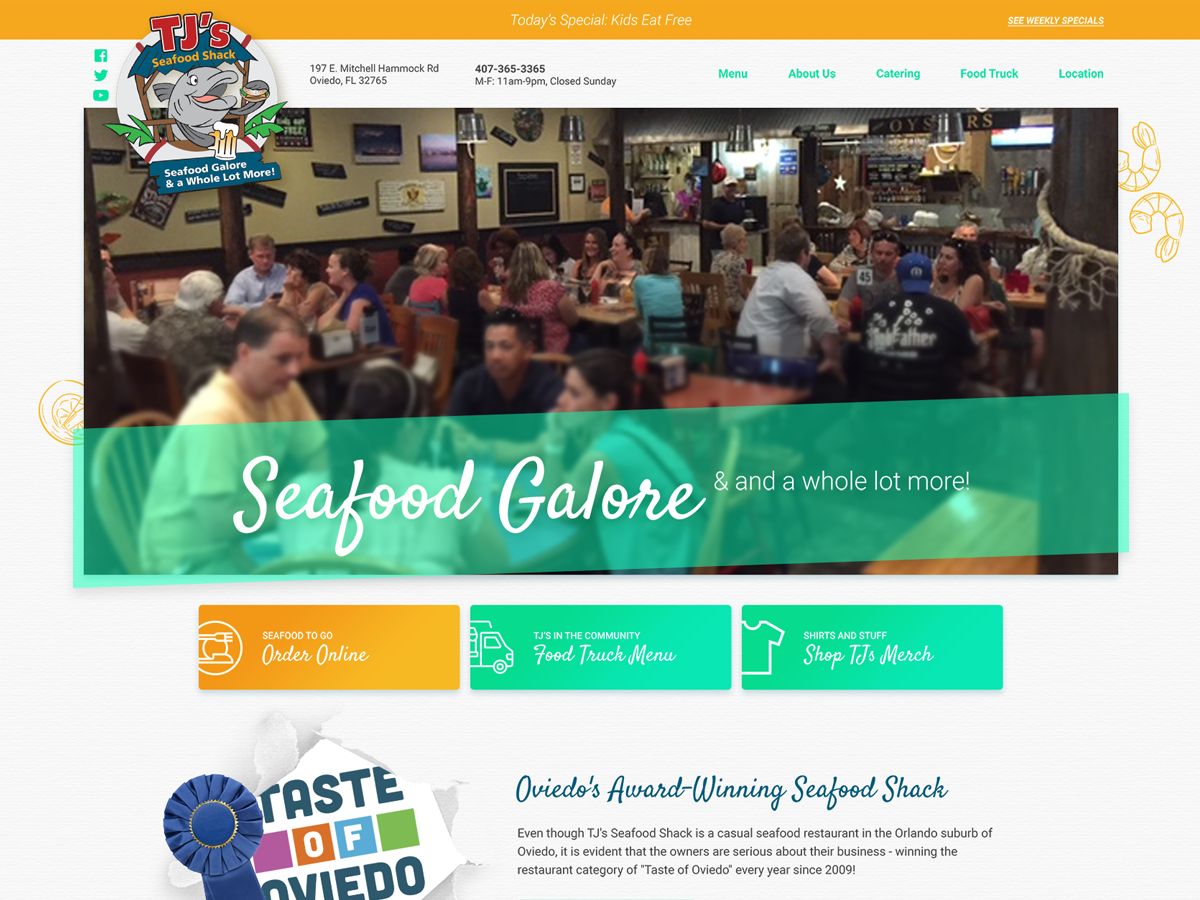 Today's Special: Kids Eat Free
SEE WEEKLY SPECIALS
TJ's
Seafood Shack
Seafood Galore
& a Whole Lot More!
197 E. Mitchell Hammock Rd
Oviedo, FL 32765
407-365-3365
M-F: 11am-9pm, Closed Sunday
Menu
About Us
Catering
Food Truck
Location
OYSTERS
45
Seafood Galore
& and a whole lot more!
SEAFOOD TO GO
Order Online
TJ'S IN THE COMMUNITY
Food Truck Menu
SHIRTS AND STUFF
Shop TJs Merch
TASTE
OF
OVIEDO
Oviedo's Award-Winning Seafood Shack
Even though TJ's Seafood Shack is a casual seafood restaurant in the Orlando suburb of
Oviedo, it is evident that the owners are serious about their business - winning the
restaurant category of "Taste of Oviedo" every year since 2009!